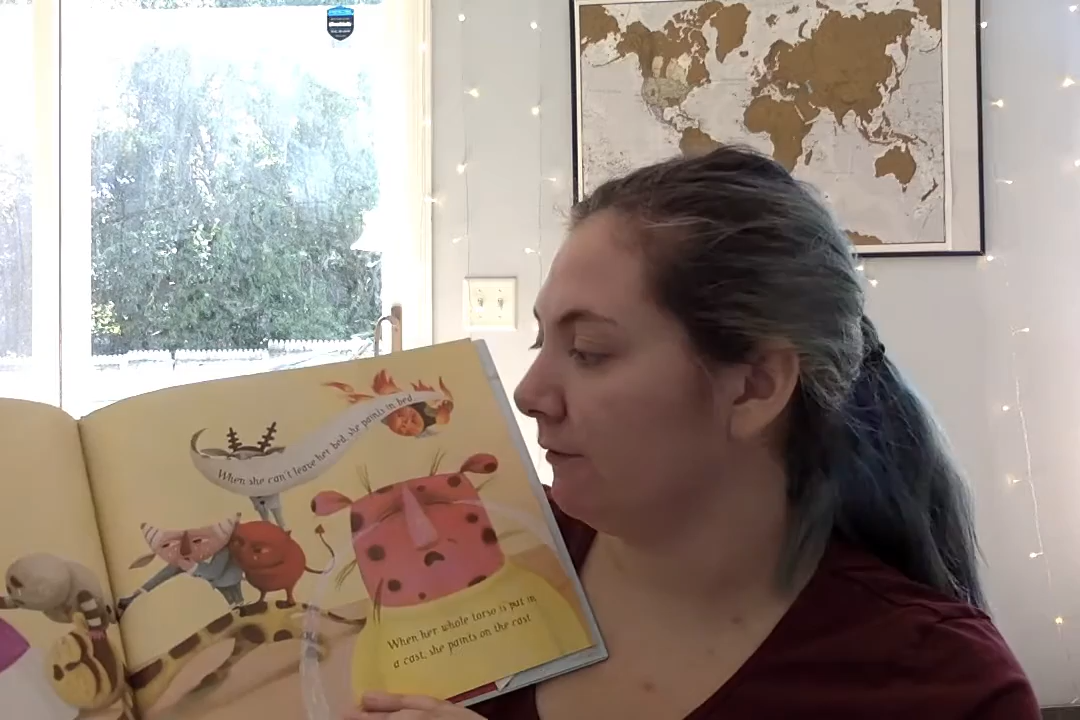 When she can't leave her bed, she paints in bed.
When her whole torso is put in
a cast, she paints on the cast.